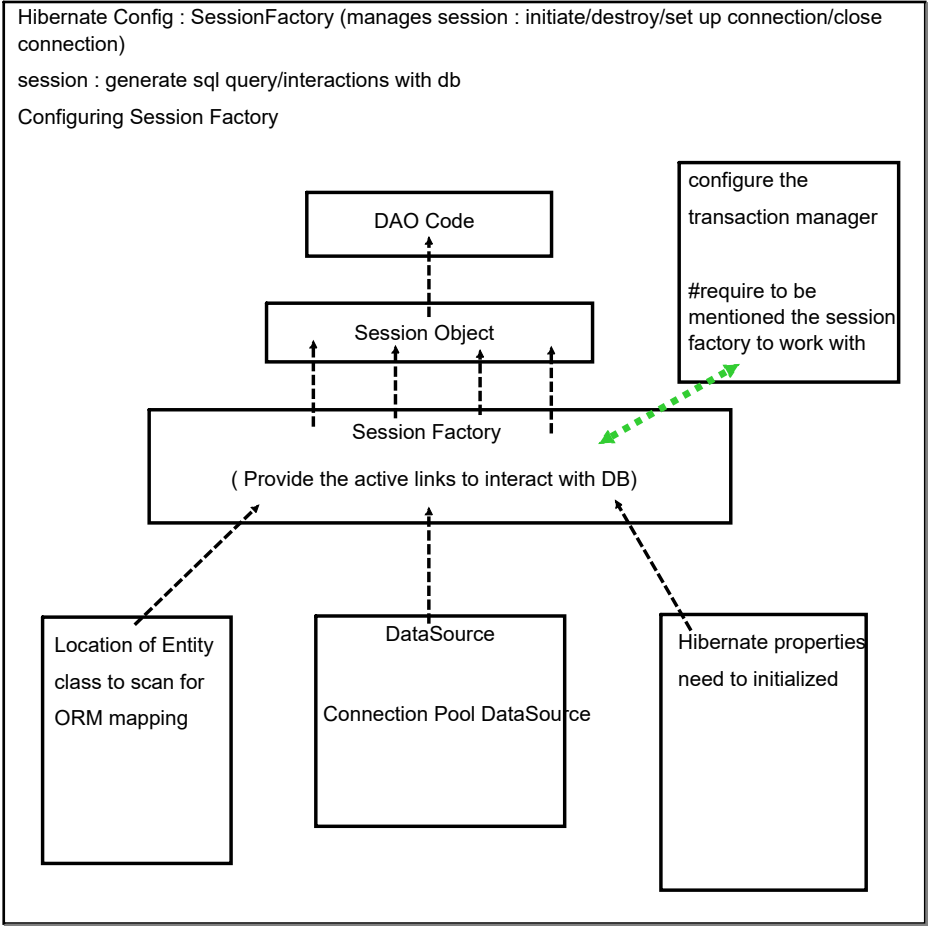 Hibernate Config : SessionFactory (manages session : initiate/destroy/set up connection/close
connection)
session : generate sql query/interactions with db
Configuring Session Factory
configure the
transaction manager
#require to be
mentioned the session
factory to work with
DAO Code
Session Object
Session Factory
( Provide the active links to interact with DB)
Location of Entity
class to scan for
ORM mapping
DataSource
Connection Pool DataSource
Hibernate properties
need to initialized